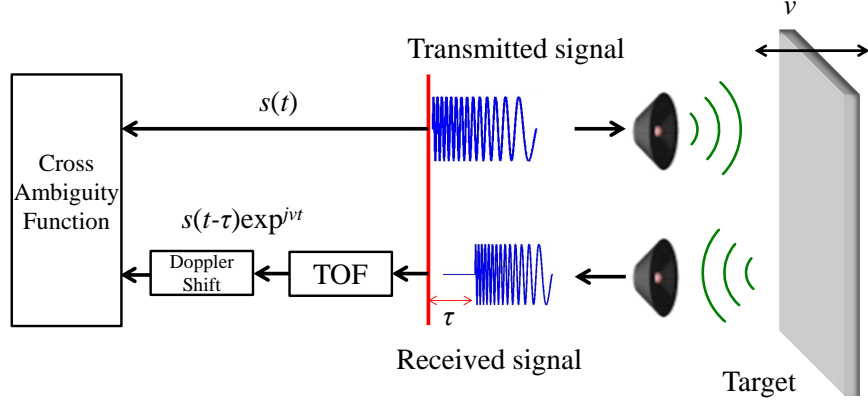 v
Transmitted signal
s(t)
Cross
Ambiguity
Function
s(t-τ)exp^{jvt}
Doppler
Shift
TOF
τ
Received signal
Target